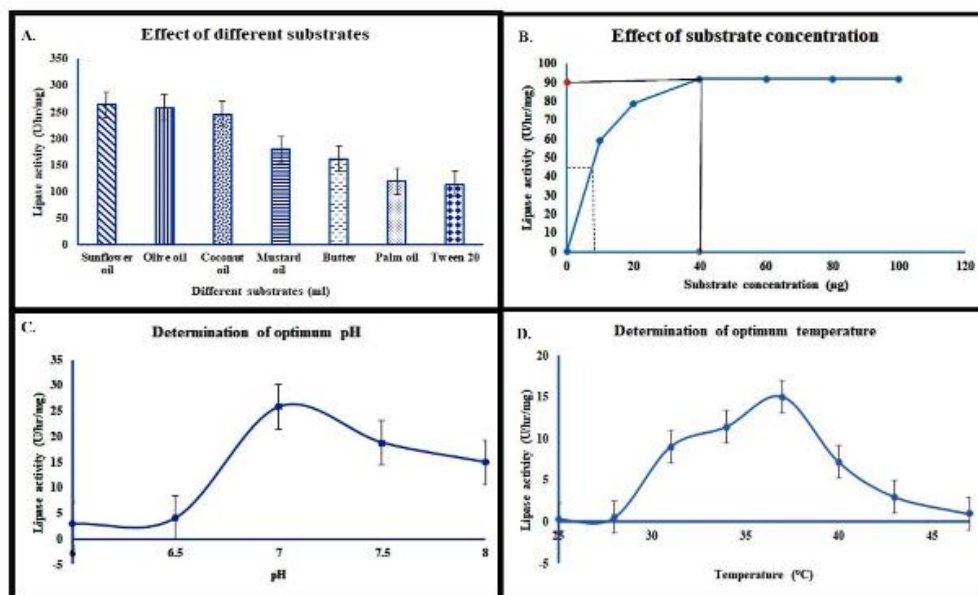 A.
Effect of different substrates
Lipase activity (U/hr/mg)
350
300
250
200
150
100
50
0
Sunflower oil
Olive oil
Coconut oil
Mustard oil
Butter
Palm oil
Tween 20
Different substrates (ml)
B.
Effect of substrate concentration
Lipase activity (U/hr/mg)
100
90
80
70
60
50
40
30
20
10
0
0 20 40 60 80 100 120
Substrate concentration (µg)
C.
Determination of optimum pH
Lipase activity (U/hr/mg)
35
30
25
20
15
10
5
0
-5
6 6.5 7 7.5 8
pH
D.
Determination of optimum temperature
Lipase activity (U/hr/mg)
20
15
10
5
0
-5
25 30 35 40 45
Temperature (⁰C)